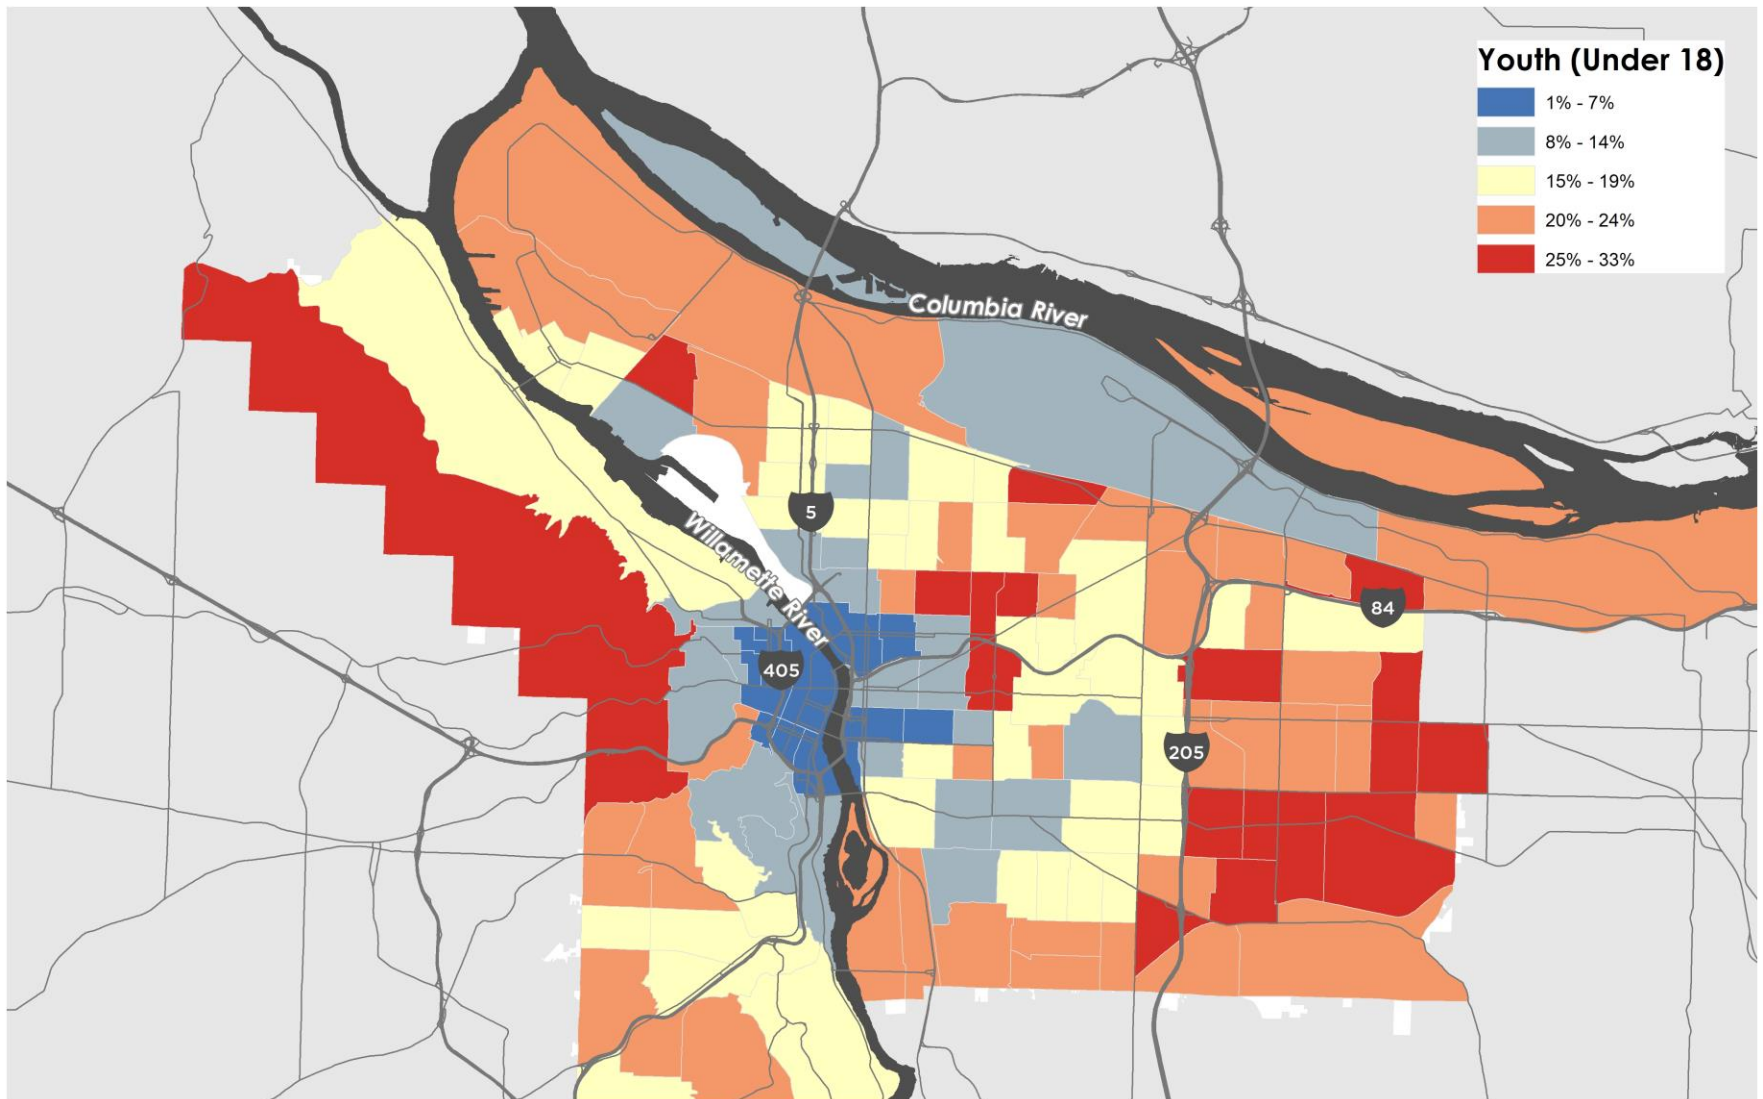 Youth (Under 18)
1% - 7%
8% - 14%
15% - 19%
20% - 24%
25% - 33%
Columbia River
5
Willamette River
84
405
205